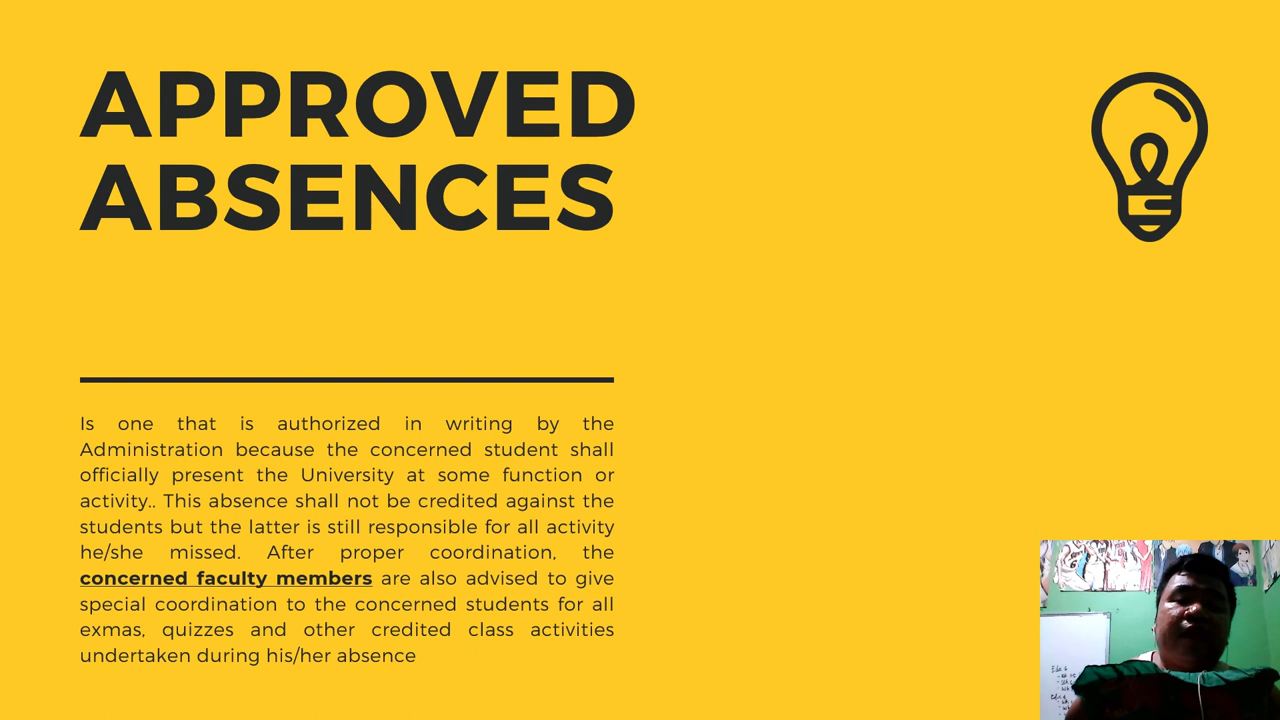 APPROVED
ABSENCES
Is one that is authorized in writing by the
Administration because the concerned student shall
officially present the University at some function or
activity.. This absence shall not be credited against the
students but the latter is still responsible for all activity
he/she missed. After proper coordination, the
concerned faculty members are also advised to give
special coordination to the concerned students for all
exmas, quizzes and other credited class activities
undertaken during his/her absence